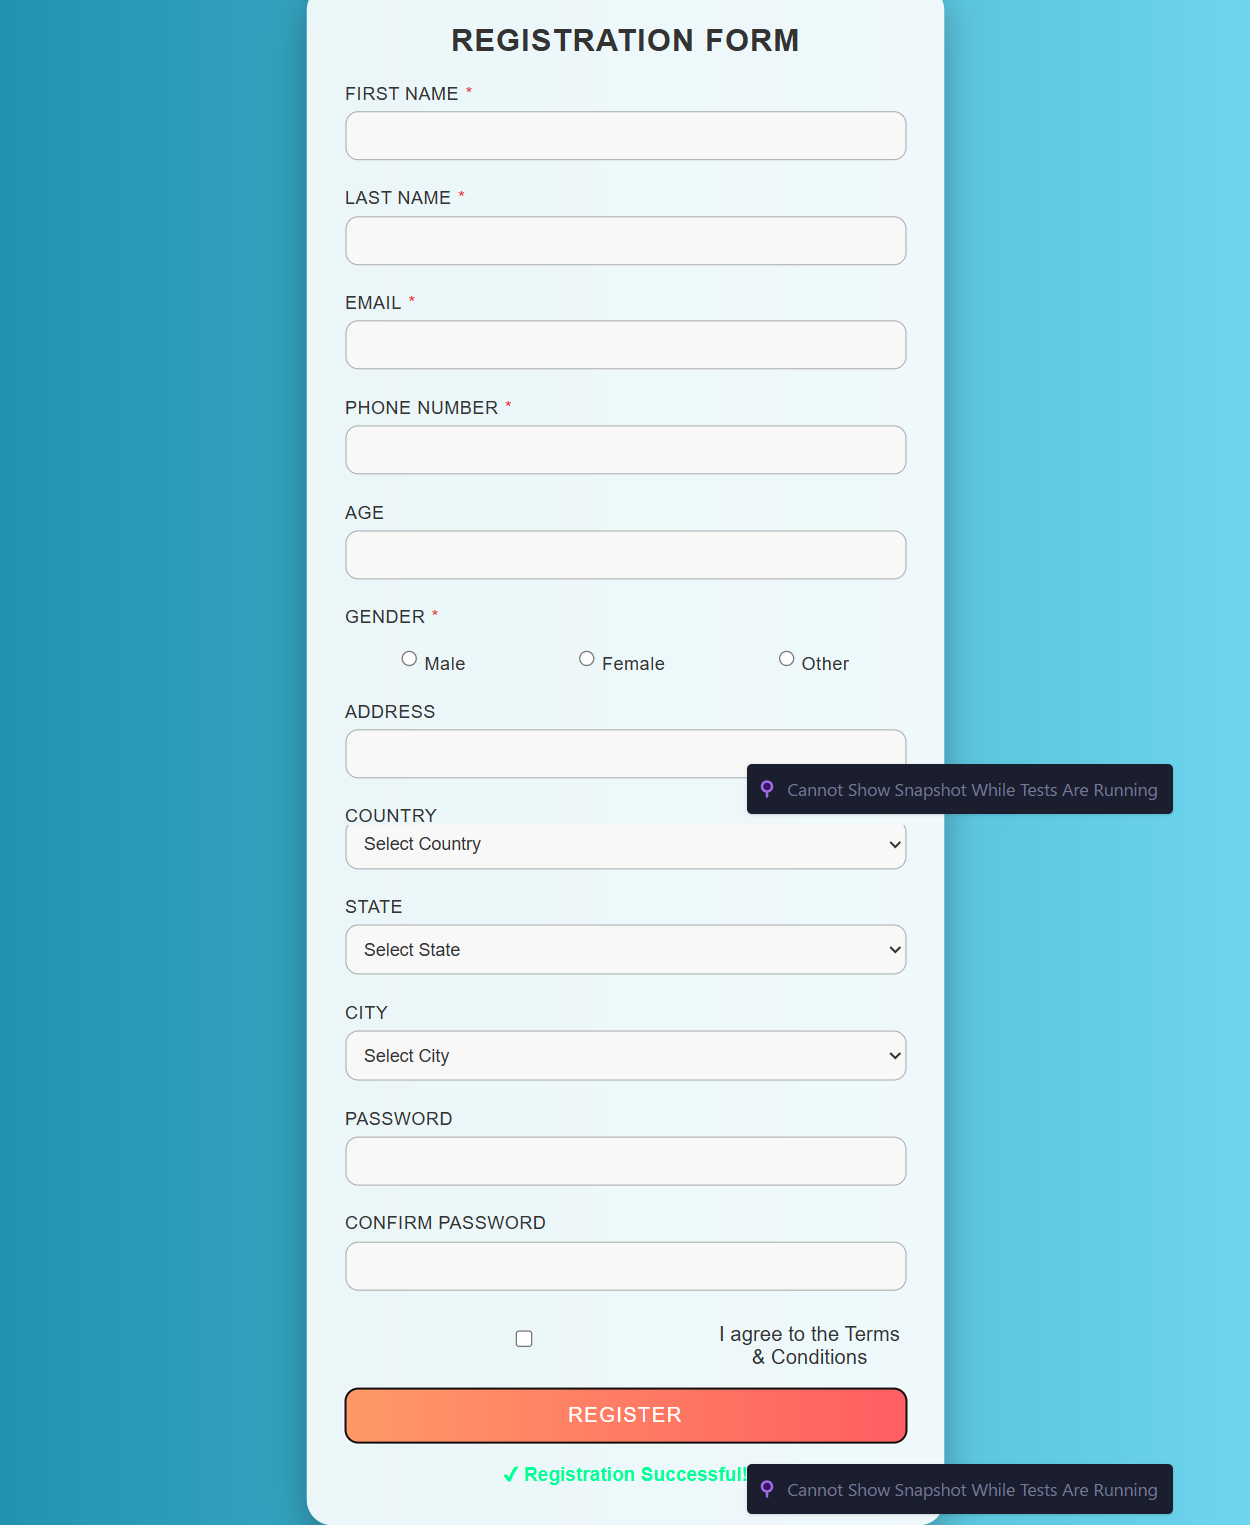 REGISTRATION FORM
FIRST NAME *
LAST NAME *
EMAIL *
PHONE NUMBER *
AGE
GENDER *
Male Female Other
ADDRESS
Cannot Show Snapshot While Tests Are Running
COUNTRY
Select Country
STATE
Select State
CITY
Select City
PASSWORD
CONFIRM PASSWORD
I agree to the Terms
& Conditions
REGISTER
✔ Registration Successful!
Cannot Show Snapshot While Tests Are Running